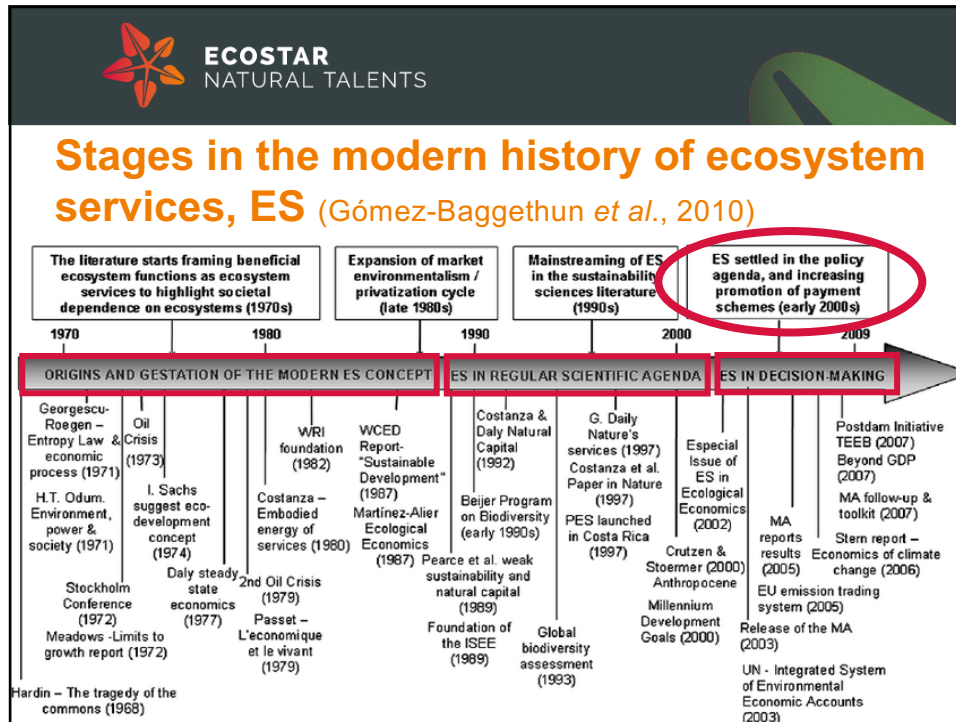 ECOSTAR
NATURAL TALENTS
Stages in the modern history of ecosystem
services, ES (Gómez-Baggethun et al., 2010)
The literature starts framing beneficial
ecosystem functions as ecosystem
services to highlight societal
dependence on ecosystems (1970s)
Expansion of market
environmentalism /
privatization cycle
(late 1980s)
Mainstreaming of ES
in the sustainability
sciences literature
(1990s)
ES settled in the policy
agenda, and increasing
promotion of payment
schemes (early 2000s)
1970
1980
1990
2000
2009
ORIGINS AND GESTATION OF THE MODERN ES CONCEPT
ES IN REGULAR SCIENTIFIC AGENDA
ES IN DECISION-MAKING
Georgescu-
Roegen –
Entropy Law &
economic
process (1971)
H.T. Odum.
Environment,
power &
society (1971)
Stockholm
Conference
(1972)
Meadows -Limits to
growth report (1972)
Hardin – The tragedy of the
commons (1968)
Oil
Crisis
(1973)
I. Sachs
suggest eco-
development
concept
(1974)
Daly steady
state
economics
(1977)
2nd Oil Crisis
(1979)
Passet –
L'economique
et le vivant
(1979)
Costanza –
Embodied
energy of
services (1980)
WRI
foundation
(1982)
WCED
Report-
"Sustainable
Development"
(1987)
Martínez-Alier
Ecological
Economics
(1987)
Pearce et al. weak
sustainability and
natural capital
(1989)
Foundation of
the ISEE
(1989)
Costanza &
Daly Natural
Capital
(1992)
Beijer Program
on Biodiversity
(early 1990s)
Global
biodiversity
assessment
(1993)
G. Daily
Nature's
services (1997)
Costanza et al.
Paper in Nature
(1997)
PES launched
in Costa Rica
(1997)
Crutzen &
Stoermer (2000)
Anthropocene
Millennium
Development
Goals (2000)
Especial
Issue of
ES in
Ecological
Economics
(2002)
Release of the MA
(2003)
UN - Integrated System
of Environmental
Economic Accounts
(2003)
MA
reports
results
(2005)
EU emission trading
system (2005)
Stern report –
Economics of climate
change (2006)
Postdam Initiative
TEEB (2007)
Beyond GDP
(2007)
MA follow-up &
toolkit (2007)